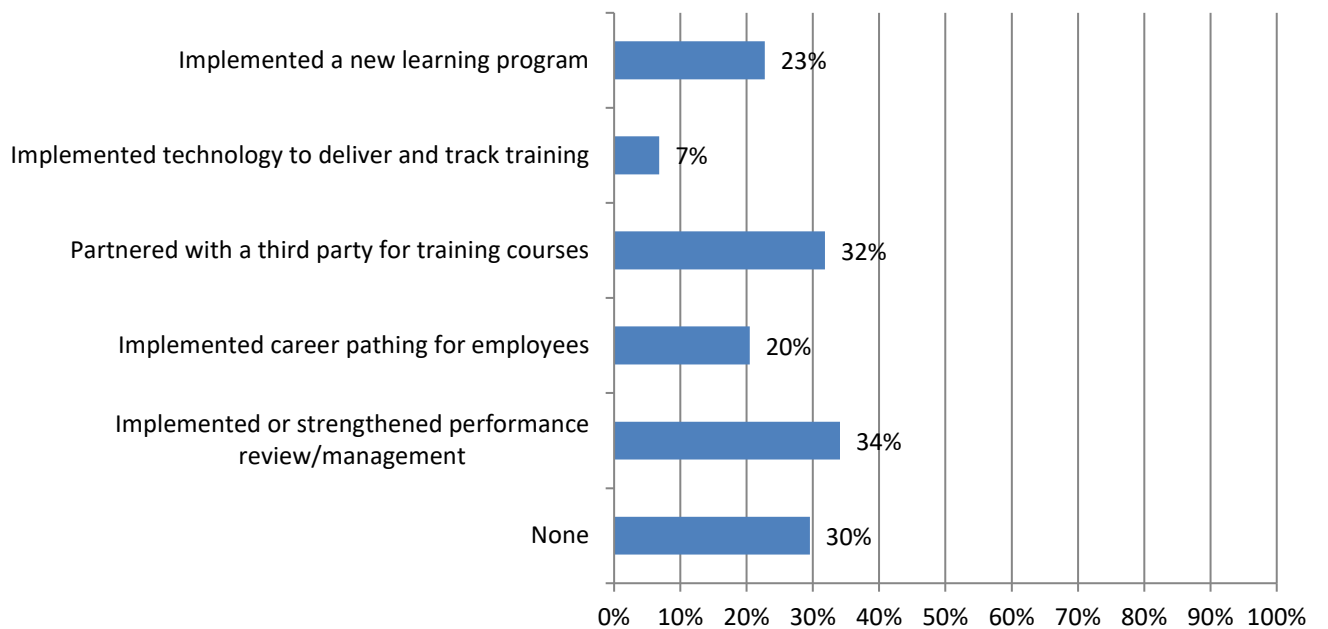 Implemented a new learning program
23%
Implemented technology to deliver and track training
7%
Partnered with a third party for training courses
32%
Implemented career pathing for employees
20%
Implemented or strengthened performance
review/management
34%
None
30%
0% 10% 20% 30% 40% 50% 60% 70% 80% 90% 100%